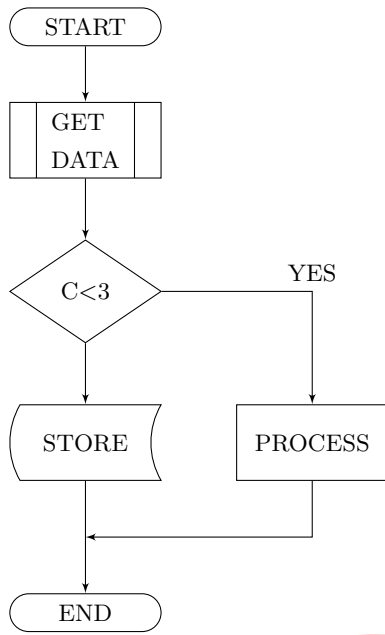 START
GET
DATA
C<3
YES
STORE
PROCESS
END